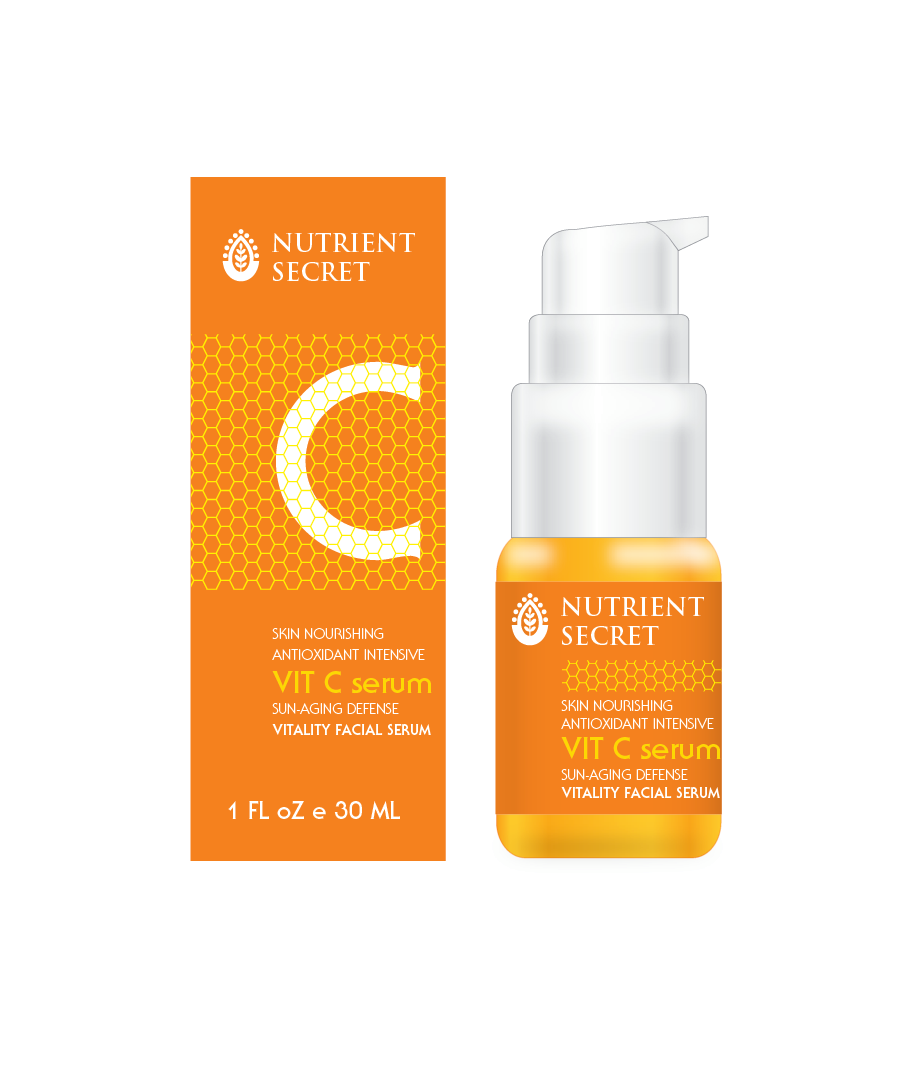 NUTRIENT
SECRET
C
SKIN NOURISHING
ANTIOXIDANT INTENSIVE
VIT C serum
SUN-AGING DEFENSE
VITALITY FACIAL SERUM
1 FL oZ e 30 ML
NUTRIENT
SECRET
SKIN NOURISHING
ANTIOXIDANT INTENSIVE
VIT C serum
SUN-AGING DEFENSE
VITALITY FACIAL SERUM